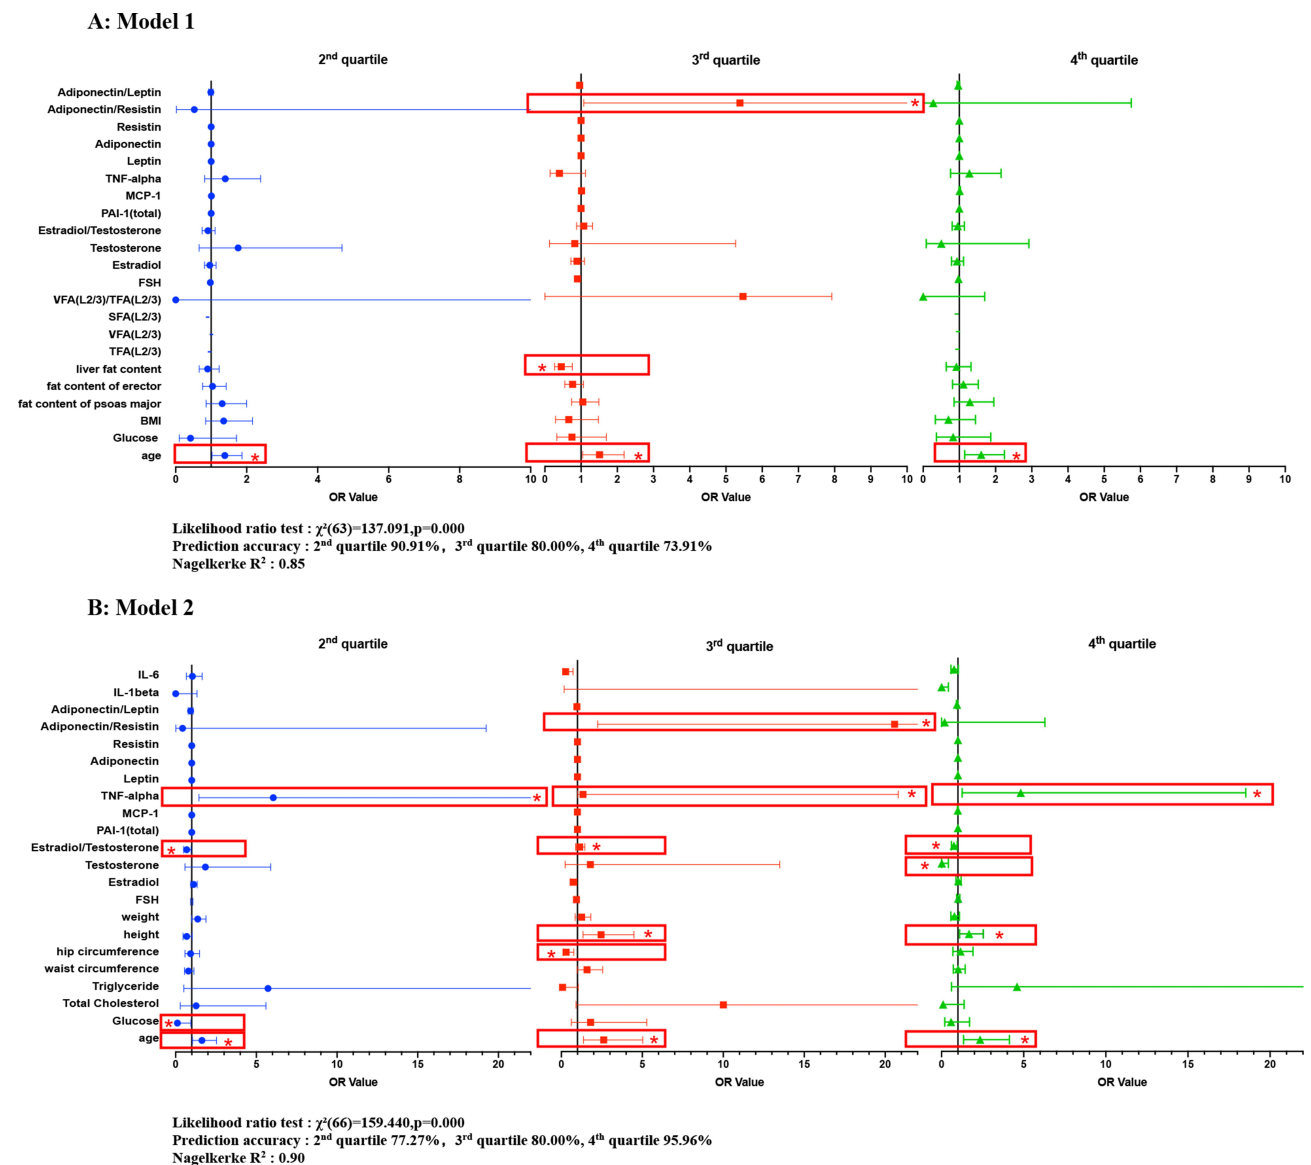 A: Model 1
2nd quartile
3rd quartile
4th quartile
Adiponectin/Leptin
Adiponectin/Resistin
*
Resistin
Adiponectin
Leptin
TNF-alpha
MCP-1
PAI-1(total)
Estradiol/Testosterone
Testosterone
Estradiol
FSH
VFA(L2/3)/TFA(L2/3)
SFA(L2/3)
VFA(L2/3)
TFA(L2/3)
liver fat content *
fat content of erector
fat content of psoas major
BMI
Glucose
age * * *
0 2 4 6 8 10 0 1 2 3 4 5 6 7 8 9 10 0 1 2 3 4 5 6 7 8 9 10
OR Value OR Value OR Value
Likelihood ratio test : χ²(63)=137.091,p=0.000
Prediction accuracy : 2nd quartile 90.91%, 3rd quartile 80.00%, 4th quartile 73.91%
Nagelkerke R2 : 0.85
B: Model 2
2nd quartile
3rd quartile
4th quartile
IL-6
IL-1beta
Adiponectin/Leptin
Adiponectin/Resistin *
Resistin
Adiponectin
Leptin
TNF-alpha * * *
MCP-1
PAI-1(total)
Estradiol/Testosterone * * *
Testosterone *
Estradiol
FSH
weight
height * *
hip circumference *
waist circumference
Triglyceride
Total Cholesterol
Glucose *
age * * *
0 5 10 15 20 0 5 10 15 20 0 5 10 15 20
OR Value OR Value OR Value
Likelihood ratio test : χ²(66)=159.440,p=0.000
Prediction accuracy : 2nd quartile 77.27%, 3rd quartile 80.00%, 4th quartile 95.96%
Nagelkerke R2 : 0.90